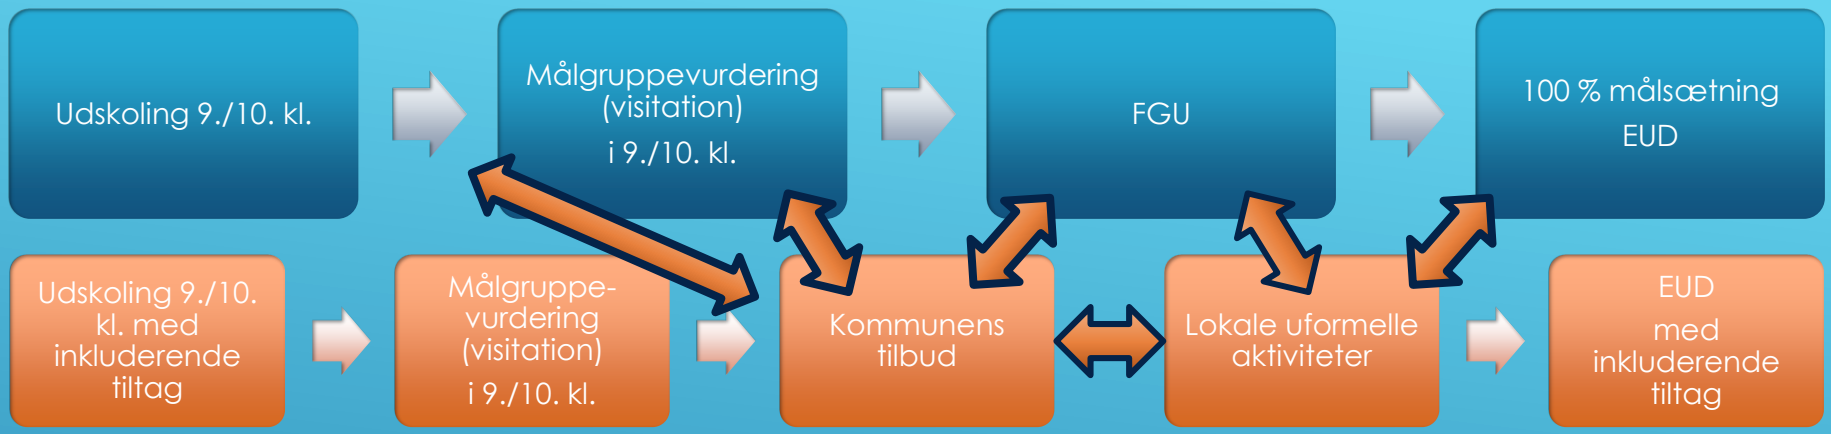 Udskoling 9./10. kl.
Målgruppevurdering
(visitation)
i 9./10. kl.
FGU
100 % målsætning
EUD
Udskoling 9./10.
kl. med
inkluderende
tiltag
Målgruppe-
vurdering
(visitation)
i 9./10. kl.
Kommunens
tilbud
Lokale uformelle
aktiviteter
EUD
med
inkluderende
tiltag